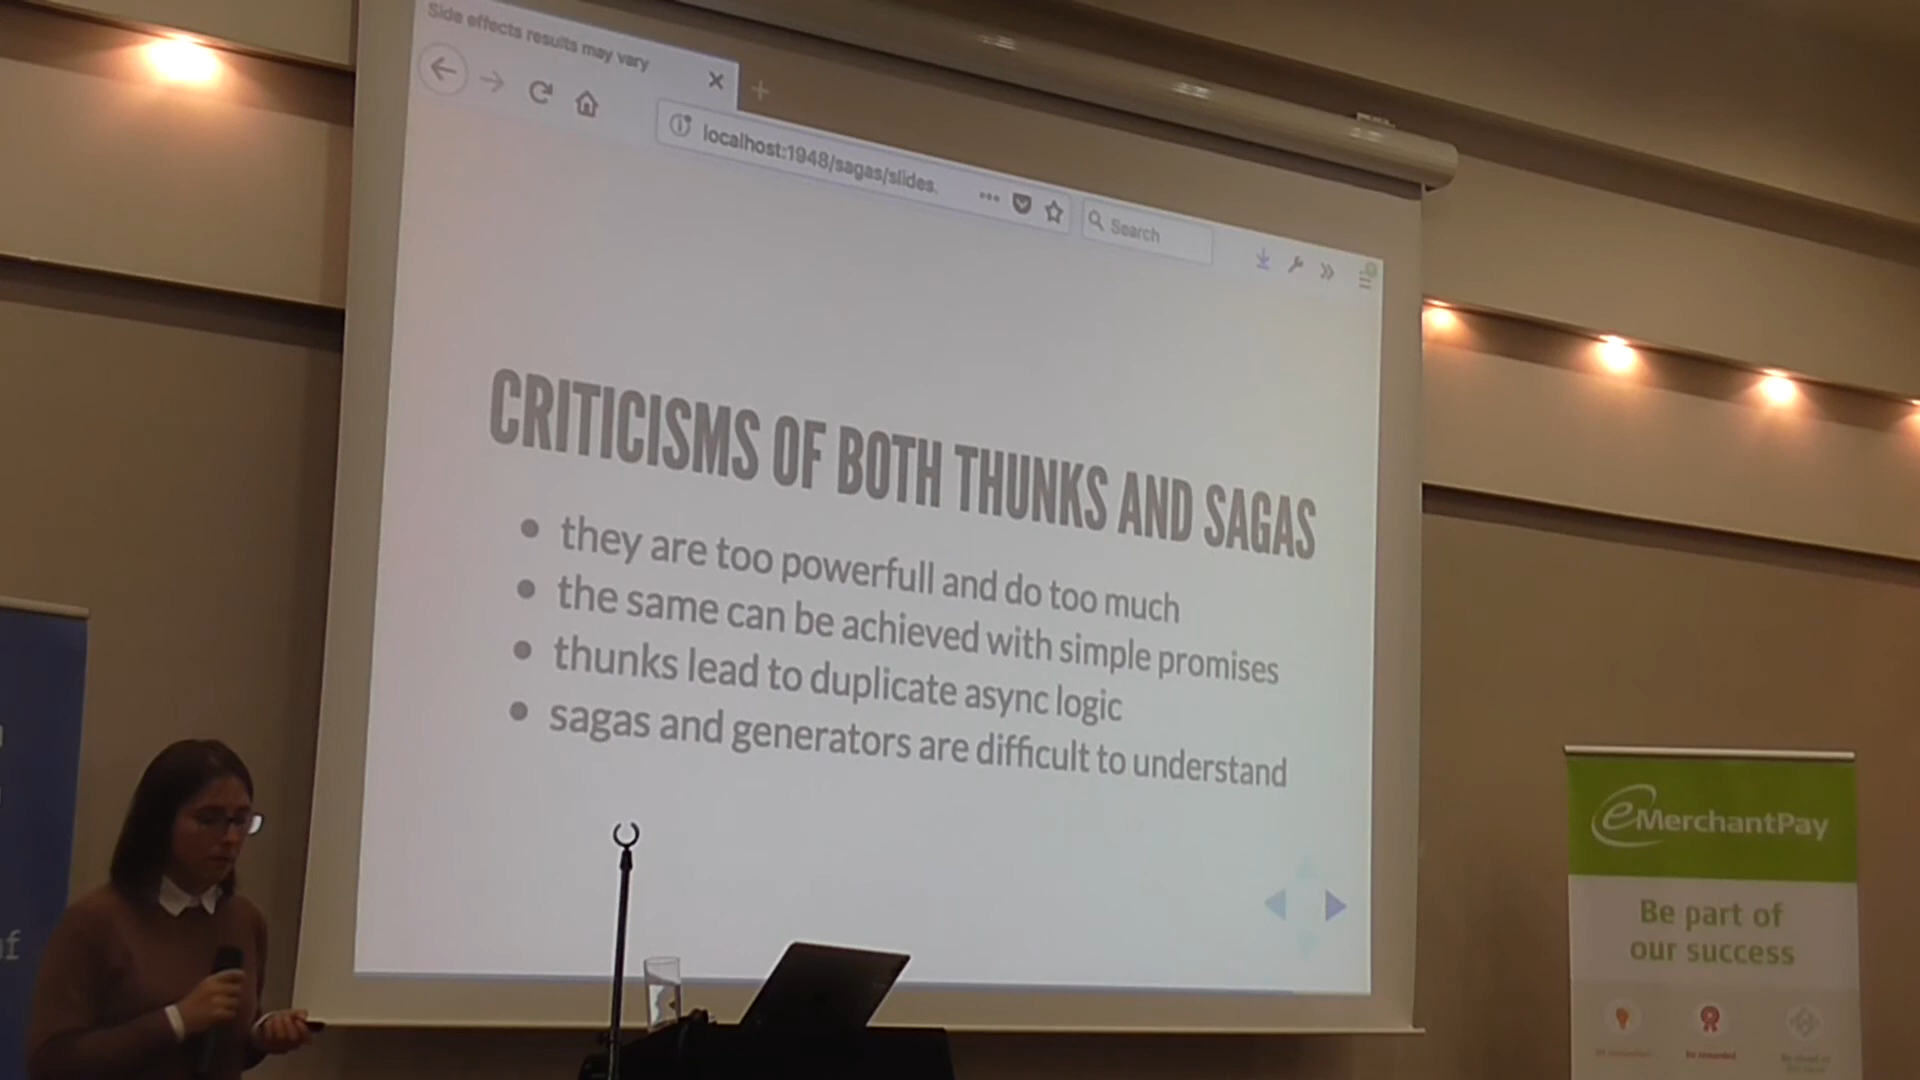 Side effects results may vary
localhost:1948/sagas/slides.
Search
CRITICISMS OF BOTH THUNKS AND SAGAS
they are too powerfull and do too much
the same can be achieved with simple promises
thunks lead to duplicate async logic
sagas and generators are difficult to understand
eMerchantPay
Be part of
our success
Be rewarded